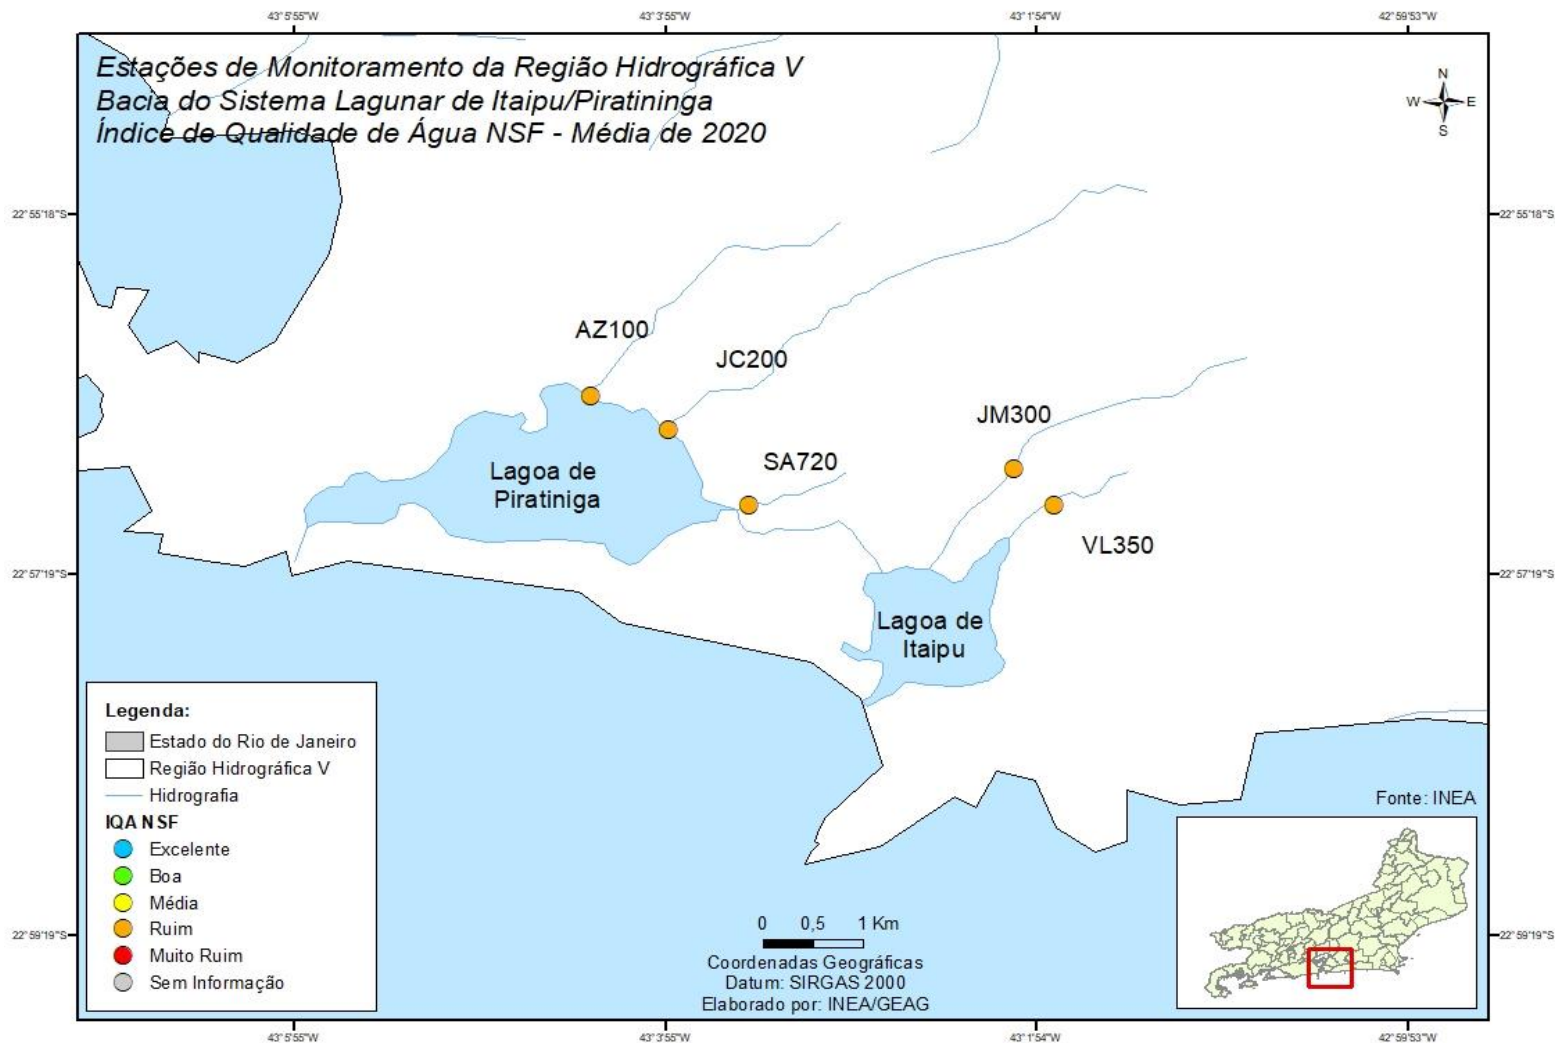 43°5'55"W
43°3'55"W
43°1'54"W
42°59'53"W
Estações de Monitoramento da Região Hidrográfica V
Bacia do Sistema Lagunar de Itaipu/Piratininga
Índice de Qualidade de Água NSF - Média de 2020
N
W
E
S
22°55'18"S
22°55'18"S
AZ100
JC200
JM300
SA720
Lagoa de
Piratiniga
VL350
22°57'19"S
22°57'19"S
Lagoa de
Itaipu
Legenda:
Estado do Rio de Janeiro
Região Hidrográfica V
Hidrografia
IQA NSF
Excelente
Boa
Média
Ruim
Muito Ruim
Sem Informação
Fonte: INEA
22°59'19"S
22°59'19"S
0 0,5 1 Km
Coordenadas Geográficas
Datum: SIRGAS 2000
Elaborado por: INEA/GEAG
43°5'55"W
43°3'55"W
43°1'54"W
42°59'53"W